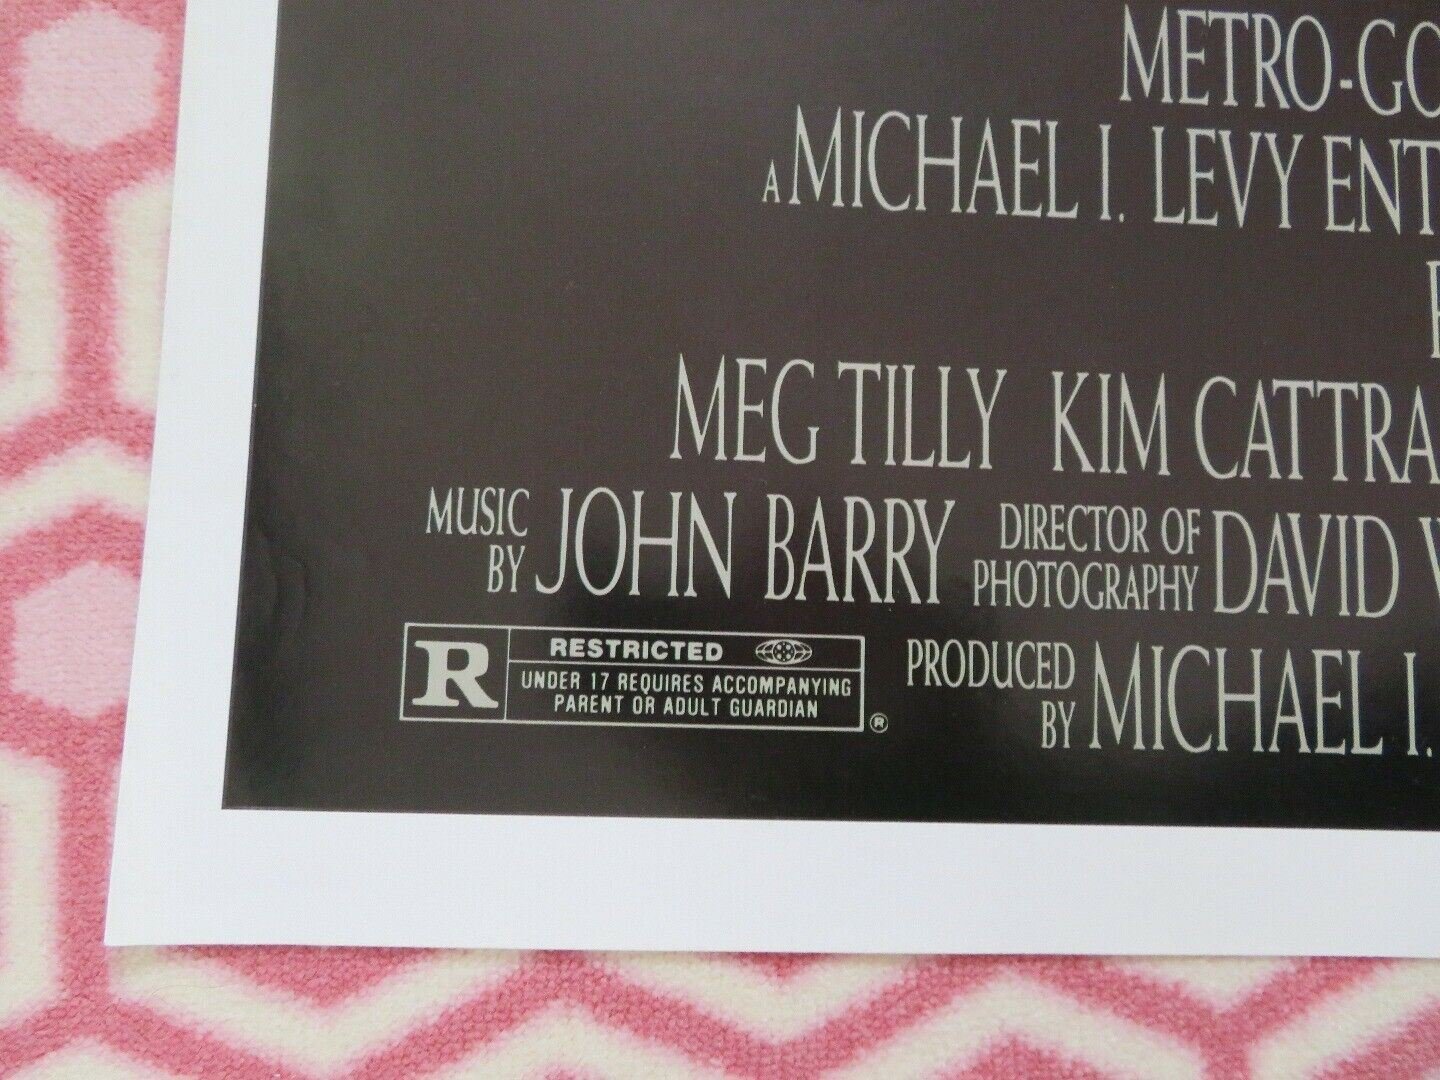 METRO-GO
A MICHAEL I. LEVY ENT
MEG TILLY KIM CATTRA
MUSIC BY JOHN BARRY DIRECTOR OF PHOTOGRAPHY DAVID
PRODUCED BY MICHAEL I.
R RESTRICTED
UNDER 17 REQUIRES ACCOMPANYING
PARENT OR ADULT GUARDIAN
®